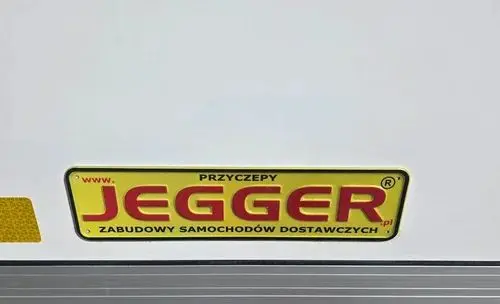 PRZYCZEPY
www.JEGGER®.pl
ZABUDOWY SAMOCHODÓW DOSTAWCZYCH